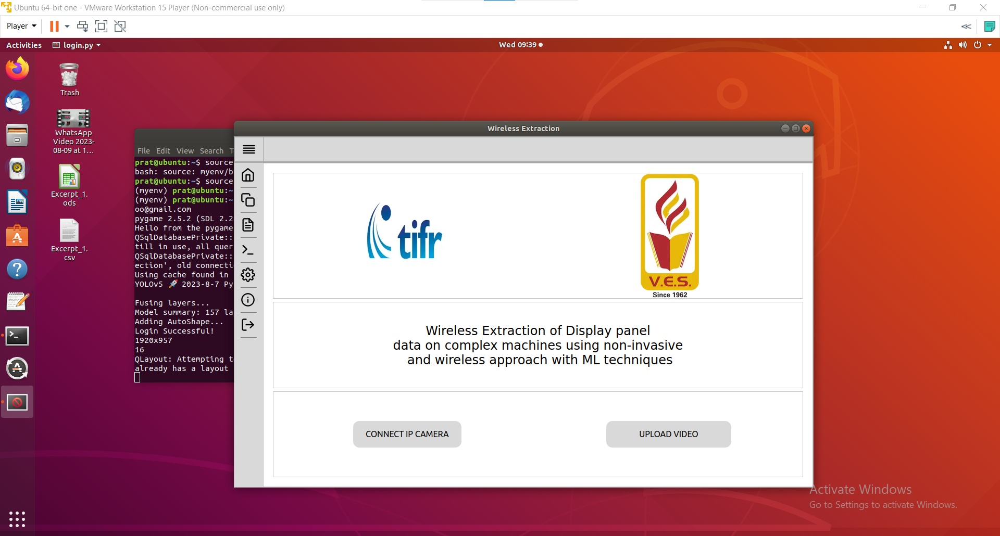 Ubuntu 64-bit one - VMware Workstation 15 Player (Non-commercial use only)
Player
Activities
login.py
Wed 09:39
Trash
WhatsApp
Video 2023-
08-09 at 1...
Excerpt_1.
ods
Excerpt_1.
csv
File Edit View Search
prat@ubuntu:~$ source
bash: source: myenv/b
prat@ubuntu:~$ source
(myenv) prat@ubuntu:~
(myenv) prat@ubuntu:~
oo@gmail.com
pygame 2.5.2 (SDL 2.2
Hello from the pygame
QSqlDatabasePrivate::
till in use, all quer
QSqlDatabasePrivate::
ection', old connecti
Using cache found in
YOLOv5 🚀 2023-8-7 Py
Fusing layers...
Model summary: 157 la
Adding AutoShape...
Login Successful!
1920x957
16
QLayout: Attempting t
already has a layout
Wireless Extraction
tifr
V.E.S.
Since 1962
Wireless Extraction of Display panel
data on complex machines using non-invasive
and wireless approach with ML techniques
CONNECT IP CAMERA
UPLOAD VIDEO
Activate Windows
Go to Settings to activate Windows.